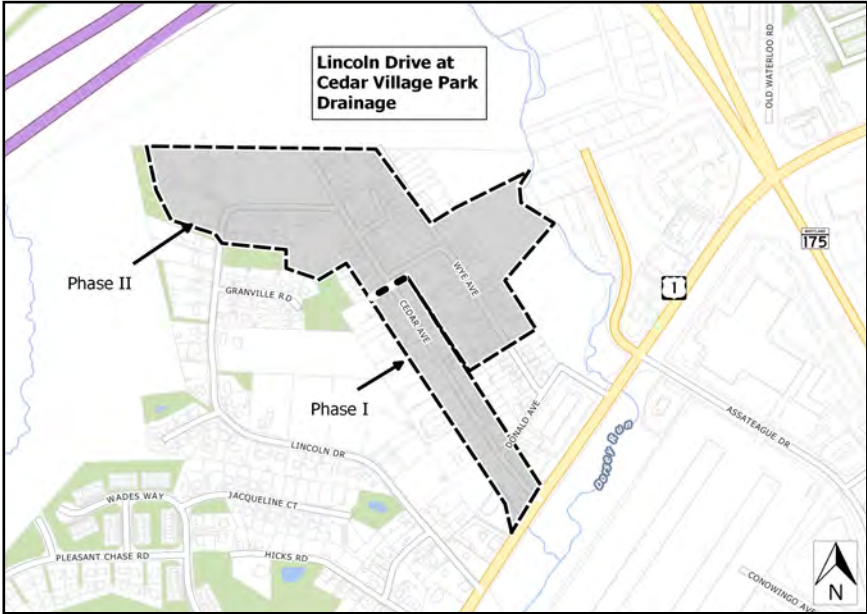 Lincoln Drive at
Cedar Village Park
Drainage
OLD WATERLOO RD
MARYLAND
175
1
Phase II
WYE AVE
GRANVILLE RD
CEDAR AVE
Phase I
DONALD AVE
ASSATEAGUE DR
Dorsey Run
LINCOLN DR
WADES WAY
JACQUELINE CT
PLEASANT CHASE RD
HICKS RD
CONOWINGO AVE
N